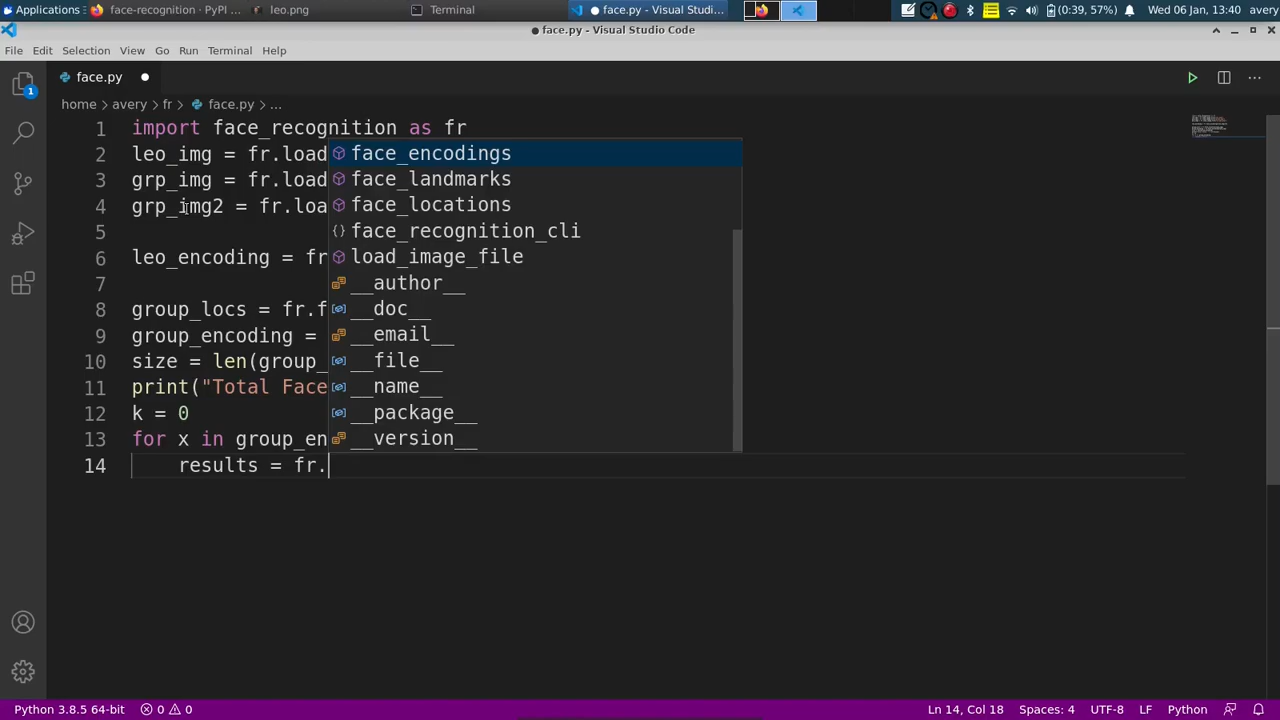 Applications
face-recognition - PyPI ...
leo.png
Terminal
face.py - Visual Studi...
(0:39, 57%)
Wed 06 Jan, 13:40
avery
● face.py - Visual Studio Code
File Edit Selection View Go Run Terminal Help
face.py
home > avery > fr > face.py > ...
1 import face_recognition as fr
2 leo_img = fr.load
3 grp_img = fr.load
4 grp_img2 = fr.loa
5
6 leo_encoding = fr
7
8 group_locs = fr.f
9 group_encoding =
10 size = len(group_
11 print("Total Face
12 k = 0
13 for x in group_en
14 results = fr.
face_encodings
face_landmarks
face_locations
{} face_recognition_cli
load_image_file
__author__
__doc__
__email__
__file__
__name__
__package__
__version__
1
Python 3.8.5 64-bit
0
0
Ln 14, Col 18
Spaces: 4
UTF-8
LF
Python